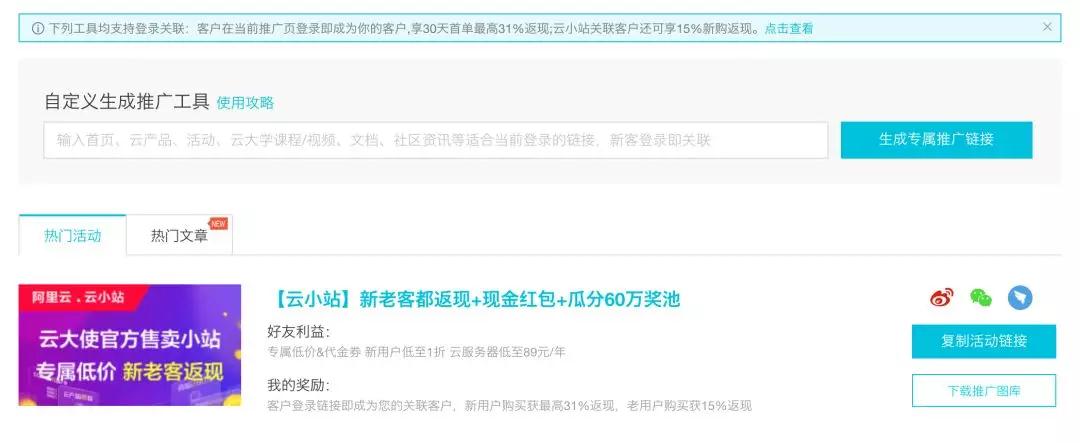 下列工具均支持登录关联：客户在当前推广页登录即成为你的客户,享30天首单最高31%返现;云小站关联客户还可享15%新购返现。点击查看
自定义生成推广工具 使用攻略
输入首页、云产品、活动、云大学课程/视频、文档、社区资讯等适合当前登录的链接，新客登录即关联
生成专属推广链接
热门活动
热门文章
NEW
阿里云.云小站
云大使官方售卖小站
专属低价 新老客返现
【云小站】新老客都返现+现金红包+瓜分60万奖池
好友利益：
专属低价&代金券 新用户低至1折 云服务器低至89元/年
我的奖励：
客户登录链接即成为您的关联客户，新用户购买获最高31%返现，老用户购买获15%返现
复制活动链接
下载推广图库